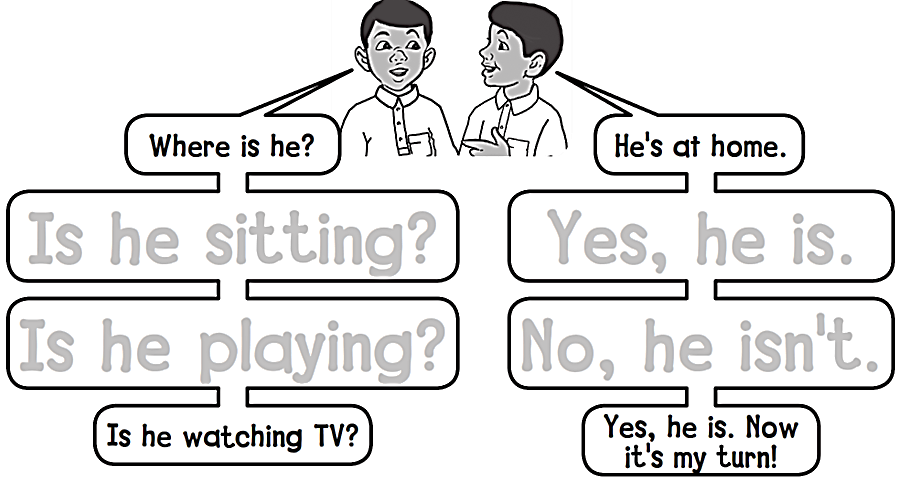 Where is he?
He's at home.
Is he sitting?
Yes, he is.
Is he playing?
No, he isn't.
Is he watching TV?
Yes, he is. Now
it's my turn!